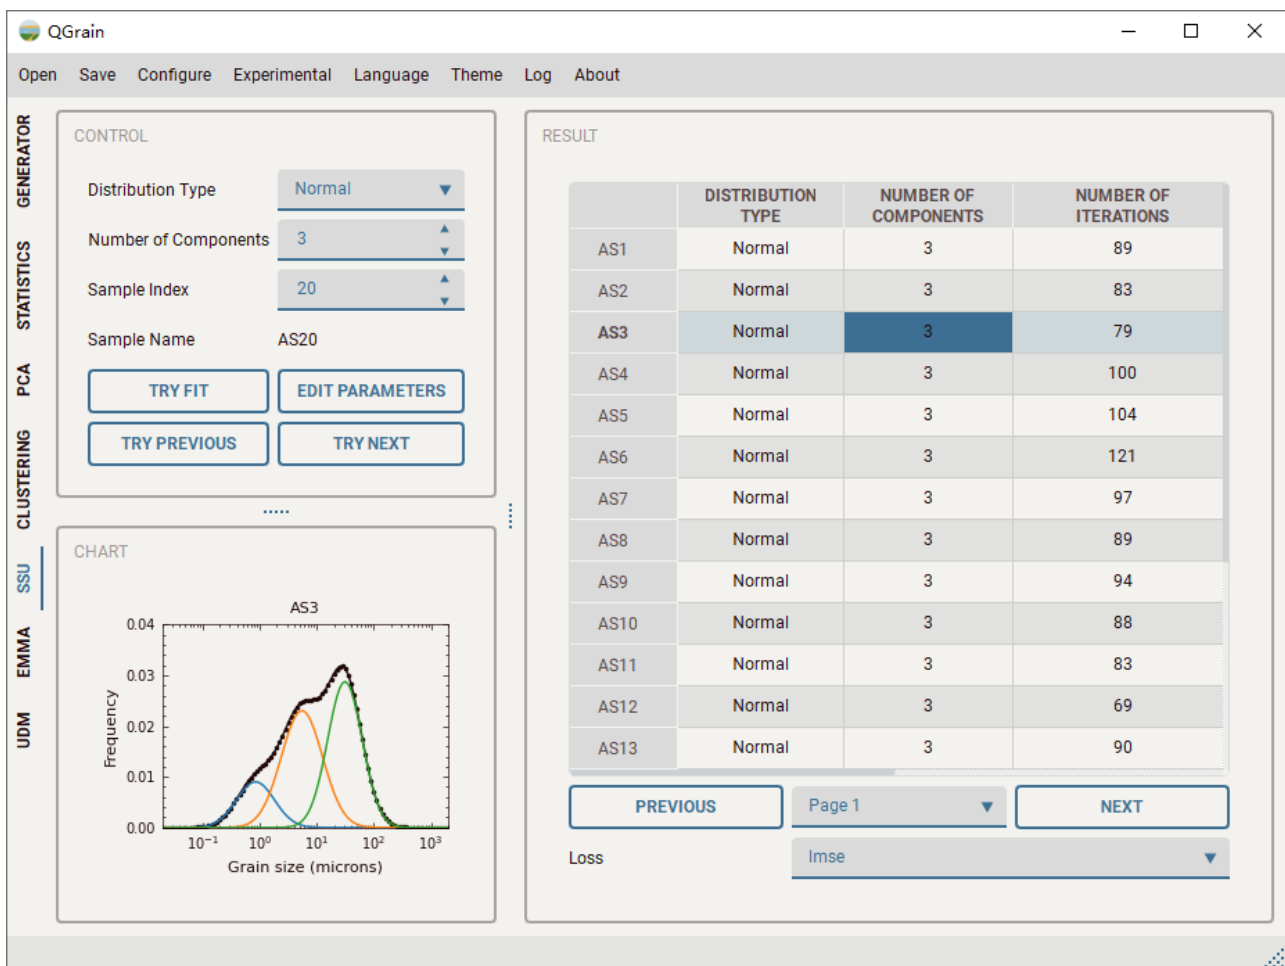 QGrain
Open Save Configure Experimental Language Theme Log About
GENERATOR
STATISTICS
PCA
CLUSTERING
SSU
EMMA
UDM
CONTROL
Distribution Type Normal
Number of Components 3
Sample Index 20
Sample Name AS20
TRY FIT EDIT PARAMETERS
TRY PREVIOUS TRY NEXT
CHART
AS3
0.04
0.03
0.02
0.01
0.00
Frequency
10⁻¹ 10⁰ 10¹ 10² 10³
Grain size (microns)
RESULT
DISTRIBUTION TYPE NUMBER OF COMPONENTS NUMBER OF ITERATIONS
AS1 Normal 3 89
AS2 Normal 3 83
AS3 Normal 3 79
AS4 Normal 3 100
AS5 Normal 3 104
AS6 Normal 3 121
AS7 Normal 3 97
AS8 Normal 3 89
AS9 Normal 3 94
AS10 Normal 3 88
AS11 Normal 3 83
AS12 Normal 3 69
AS13 Normal 3 90
PREVIOUS Page 1 NEXT
Loss lmse